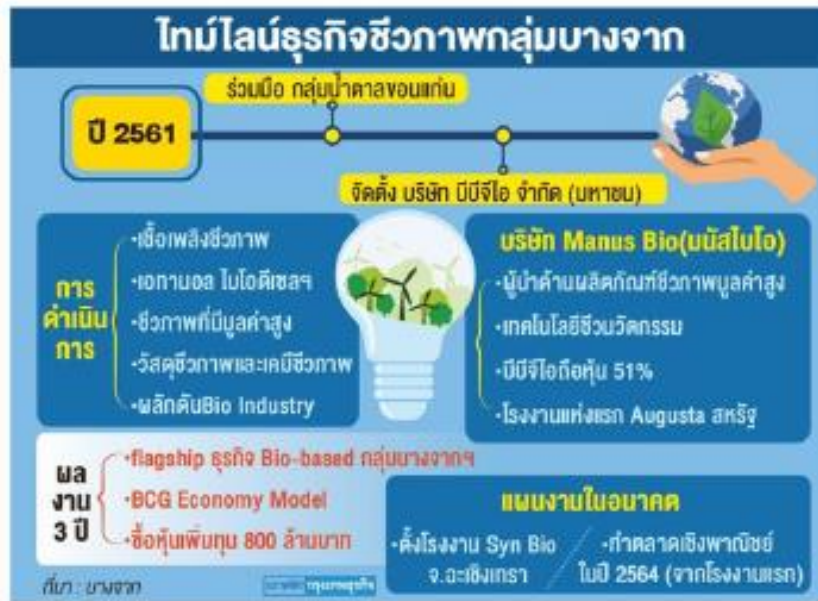 ไทม์ไลน์ธุรกิจชีวภาพกลุ่มบางจาก
ปี 2561
ร่วมมือ กลุ่มน้ำตาลขอนแก่น
จัดตั้ง บริษัท บีบีจีไอ จำกัด (มหาชน)
การ
ดำเนิน
การ
•เชื้อเพลิงชีวภาพ
•เอทานอล ไบโอดีเซลฯ
•ชีวภาพที่มีมูลค่าสูง
•วัสดุชีวภาพและเคมีชีวภาพ
•ผลักดันBio Industry
บริษัท Manus Bio(มนัสไบโอ)
•ผู้นำด้านผลิตภัณฑ์ชีวภาพมูลค่าสูง
•เทคโนโลยีชีวนวัตกรรม
•บีบีจีไอถือหุ้น 51%
•โรงงานแห่งแรก Augusta สหรัฐ
ผล
งาน
3 ปี
•flagship ธุรกิจ Bio-based กลุ่มบางจากฯ
•BCG Economy Model
•ซื้อหุ้นเพิ่มทุน 800 ล้านบาท
แผนงานในอนาคต
•ตั้งโรงงาน Syn Bio
จ.ฉะเชิงเทรา
•ทำตลาดเชิงพาณิชย์
ในปี 2564 (จากโรงงานแรก)
ที่มา : บางจาก
กรุงเทพธุรกิจ